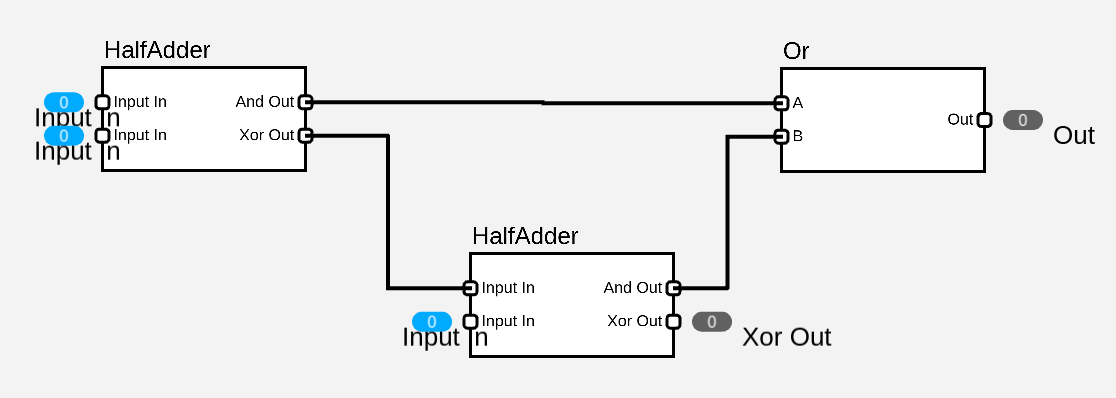 HalfAdder
0
Input In
0
Input In
Input In
Input In
And Out
Xor Out
Or
A
B
Out
0
Out
HalfAdder
0
Input In
Input In
Input In
And Out
Xor Out
0
Xor Out